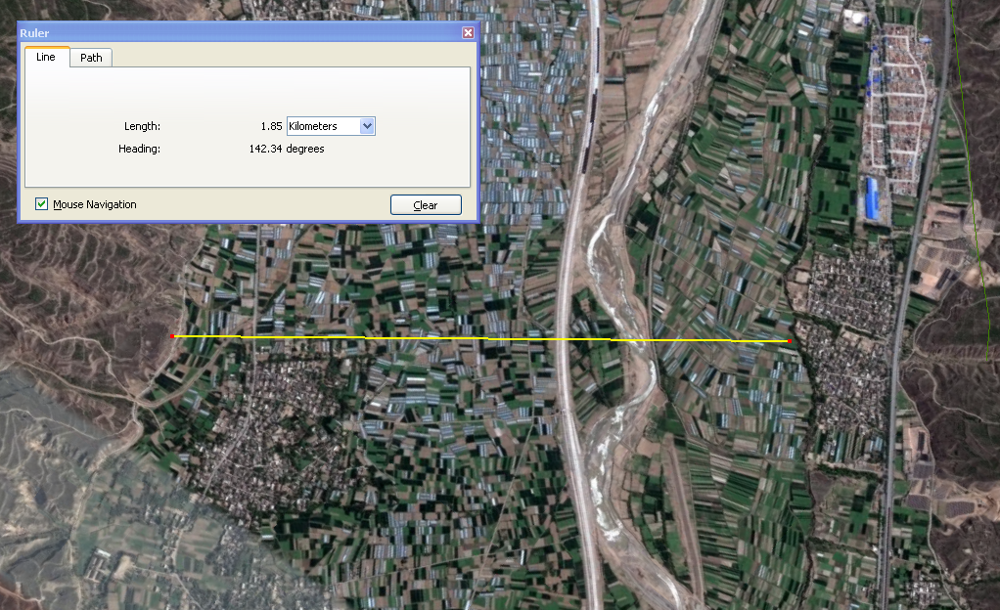 Ruler
Line Path
Length: 1.85 Kilometers
Heading: 142.34 degrees
Mouse Navigation Clear